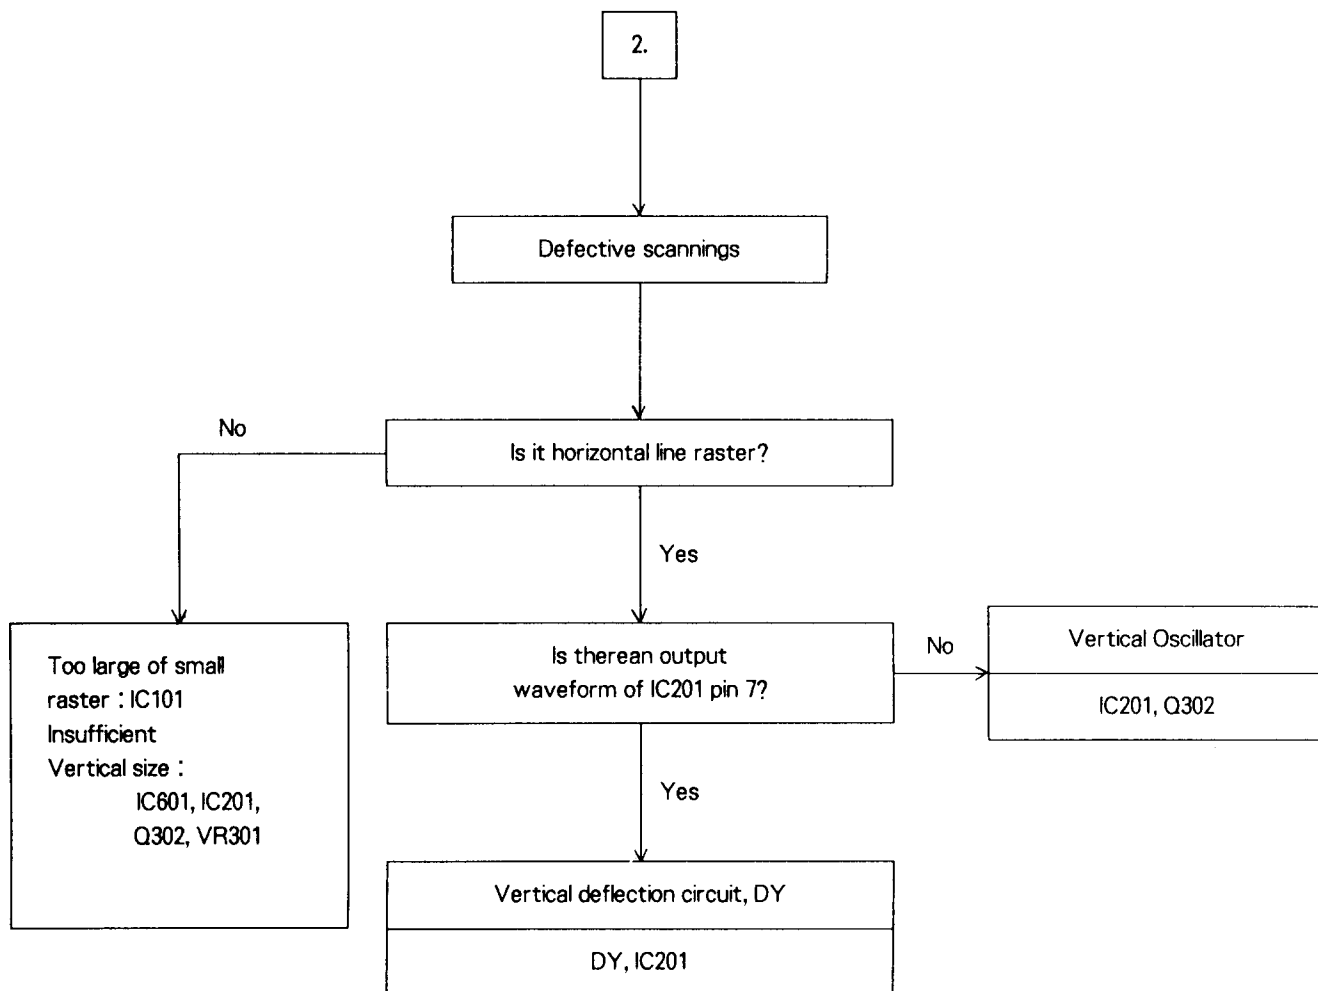 2.
Defective scannings
No
Is it horizontal line raster?
Yes
Too large of small
raster : IC101
Insufficient
Vertical size :
IC601, IC201,
Q302, VR301
Is therean output
waveform of IC201 pin 7?
No
Vertical Oscillator
IC201, Q302
Yes
Vertical deflection circuit, DY
DY, IC201